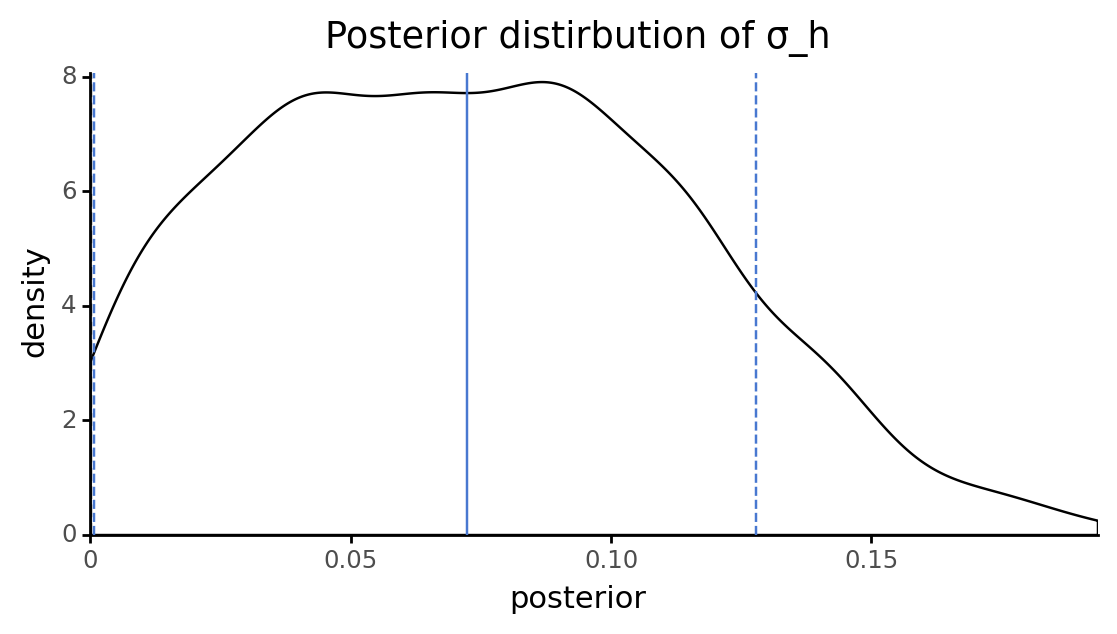 Posterior distirbution of σ_h
density
8
6
4
2
0
0 0.05 0.10 0.15
posterior